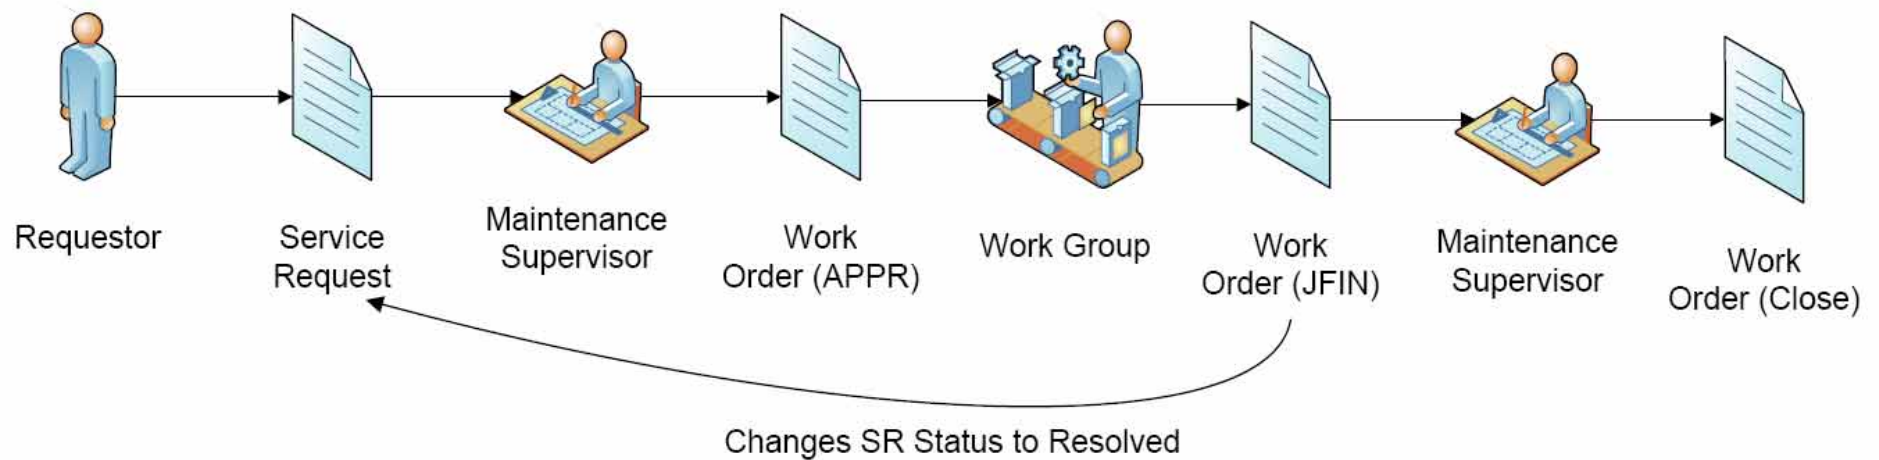 Requestor
Service
Request
Maintenance
Supervisor
Work
Order (APPR)
Work Group
Work
Order (JFIN)
Maintenance
Supervisor
Work
Order (Close)
Changes SR Status to Resolved